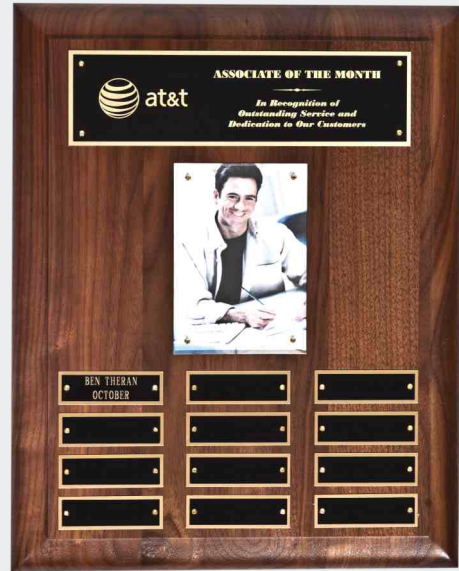 at&t
ASSOCIATE OF THE MONTH
In Recognition of
Outstanding Service and
Dedication to Our Customers
BEN THERAN
OCTOBER